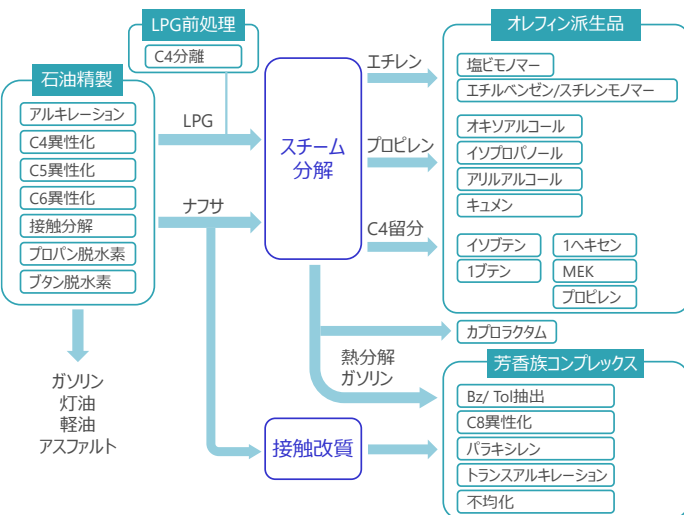 LPG前処理
C4分離
石油精製
アルキレーション
C4異性化
C5異性化
C6異性化
接触分解
プロパン脱水素
ブタン脱水素
ガソリン
灯油
軽油
アスファルト
LPG
ナフサ
スチーム
分解
接触改質
エチレン
プロピレン
C4留分
熱分解
ガソリン
オレフィン派生品
塩ビモノマー
エチルベンゼン/スチレンモノマー
オキソアルコール
イソプロパノール
アリルアルコール
キュメン
イソブテン
1ヘキセン
1ブテン
MEK
プロピレン
カプロラクタム
芳香族コンプレックス
Bz/ Tol抽出
C8異性化
パラキシレン
トランスアルキレーション
不均化